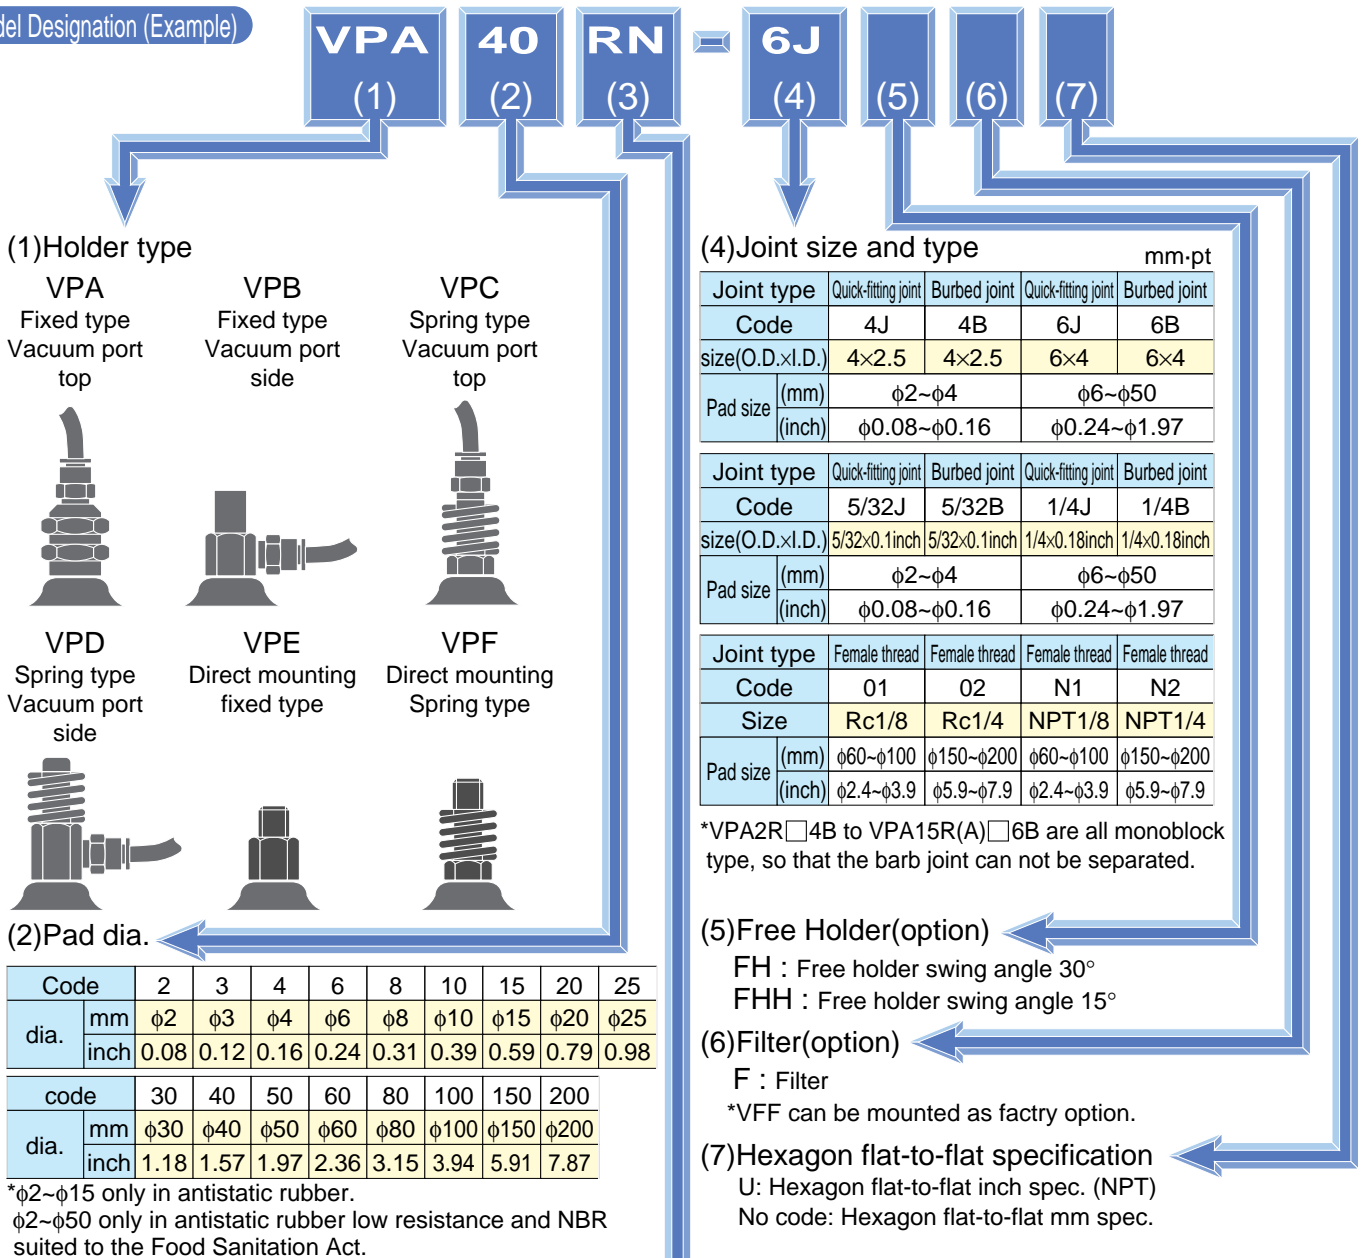 del Designation (Example)
VPA 40 RN - 6J
(1) (2) (3) (4) (5) (6) (7)
(1)Holder type
VPA
Fixed type
Vacuum port
top
VPB
Fixed type
Vacuum port
side
VPC
Spring type
Vacuum port
top
VPD
Spring type
Vacuum port
side
VPE
Direct mounting
fixed type
VPF
Direct mounting
Spring type
(2)Pad dia.
Code 2 3 4 6 8 10 15 20 25
dia. mm ϕ2 ϕ3 ϕ4 ϕ6 ϕ8 ϕ10 ϕ15 ϕ20 ϕ25
inch 0.08 0.12 0.16 0.24 0.31 0.39 0.59 0.79 0.98
code 30 40 50 60 80 100 150 200
dia. mm ϕ30 ϕ40 ϕ50 ϕ60 ϕ80 ϕ100 ϕ150 ϕ200
inch 1.18 1.57 1.97 2.36 3.15 3.94 5.91 7.87
*ϕ2~ϕ15 only in antistatic rubber.
ϕ2~ϕ50 only in antistatic rubber low resistance and NBR
suited to the Food Sanitation Act.
(4)Joint size and type
mm·pt
Joint type Quick-fitting joint Burbed joint Quick-fitting joint Burbed joint
Code 4J 4B 6J 6B
size(O.D.×I.D.) 4×2.5 4×2.5 6×4 6×4
Pad size (mm) ϕ2~ϕ4 ϕ6~ϕ50
(inch) ϕ0.08~ϕ0.16 ϕ0.24~ϕ1.97
Joint type Quick-fitting joint Burbed joint Quick-fitting joint Burbed joint
Code 5/32J 5/32B 1/4J 1/4B
size(O.D.×I.D.) 5/32×0.1inch 5/32×0.1inch 1/4×0.18inch 1/4×0.18inch
Pad size (mm) ϕ2~ϕ4 ϕ6~ϕ50
(inch) ϕ0.08~ϕ0.16 ϕ0.24~ϕ1.97
Joint type Female thread Female thread Female thread Female thread
Code 01 02 N1 N2
Size Rc1/8 Rc1/4 NPT1/8 NPT1/4
Pad size (mm) ϕ60~ϕ100 ϕ150~ϕ200 ϕ60~ϕ100 ϕ150~ϕ200
(inch) ϕ2.4~ϕ3.9 ϕ5.9~ϕ7.9 ϕ2.4~ϕ3.9 ϕ5.9~ϕ7.9
*VPA2R□4B to VPA15R(A)□6B are all monoblock
type, so that the barb joint can not be separated.
(5)Free Holder(option)
FH : Free holder swing angle 30°
FHH : Free holder swing angle 15°
(6)Filter(option)
F : Filter
*VFF can be mounted as factry option.
(7)Hexagon flat-to-flat specification
U: Hexagon flat-to-flat inch spec. (NPT)
No code: Hexagon flat-to-flat mm spec.